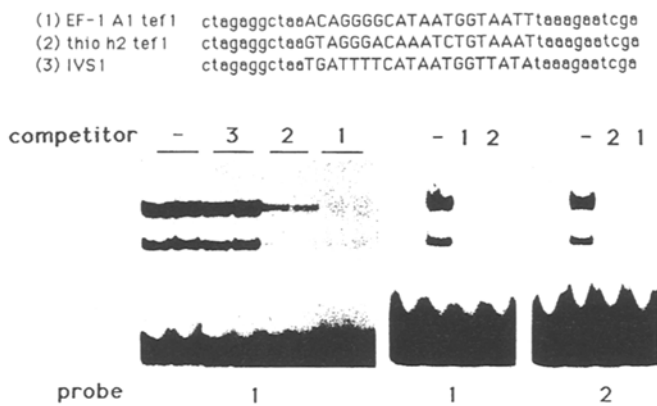 (1) EF-1 A1 tef1 ctagaggctaaACAGGGGCATAATGGTAATTtaaagaatcga
(2) thio h2 tef1 ctagaggctaaGTAGGGACAAATCTGTAAATtaaagaatcga
(3) IVS1 ctagaggctaaTGATTTTCATAATGGTTATAtaaagaatcga
competitor - 3 2 1 - 1 2 - 2 1
probe 1 1 2